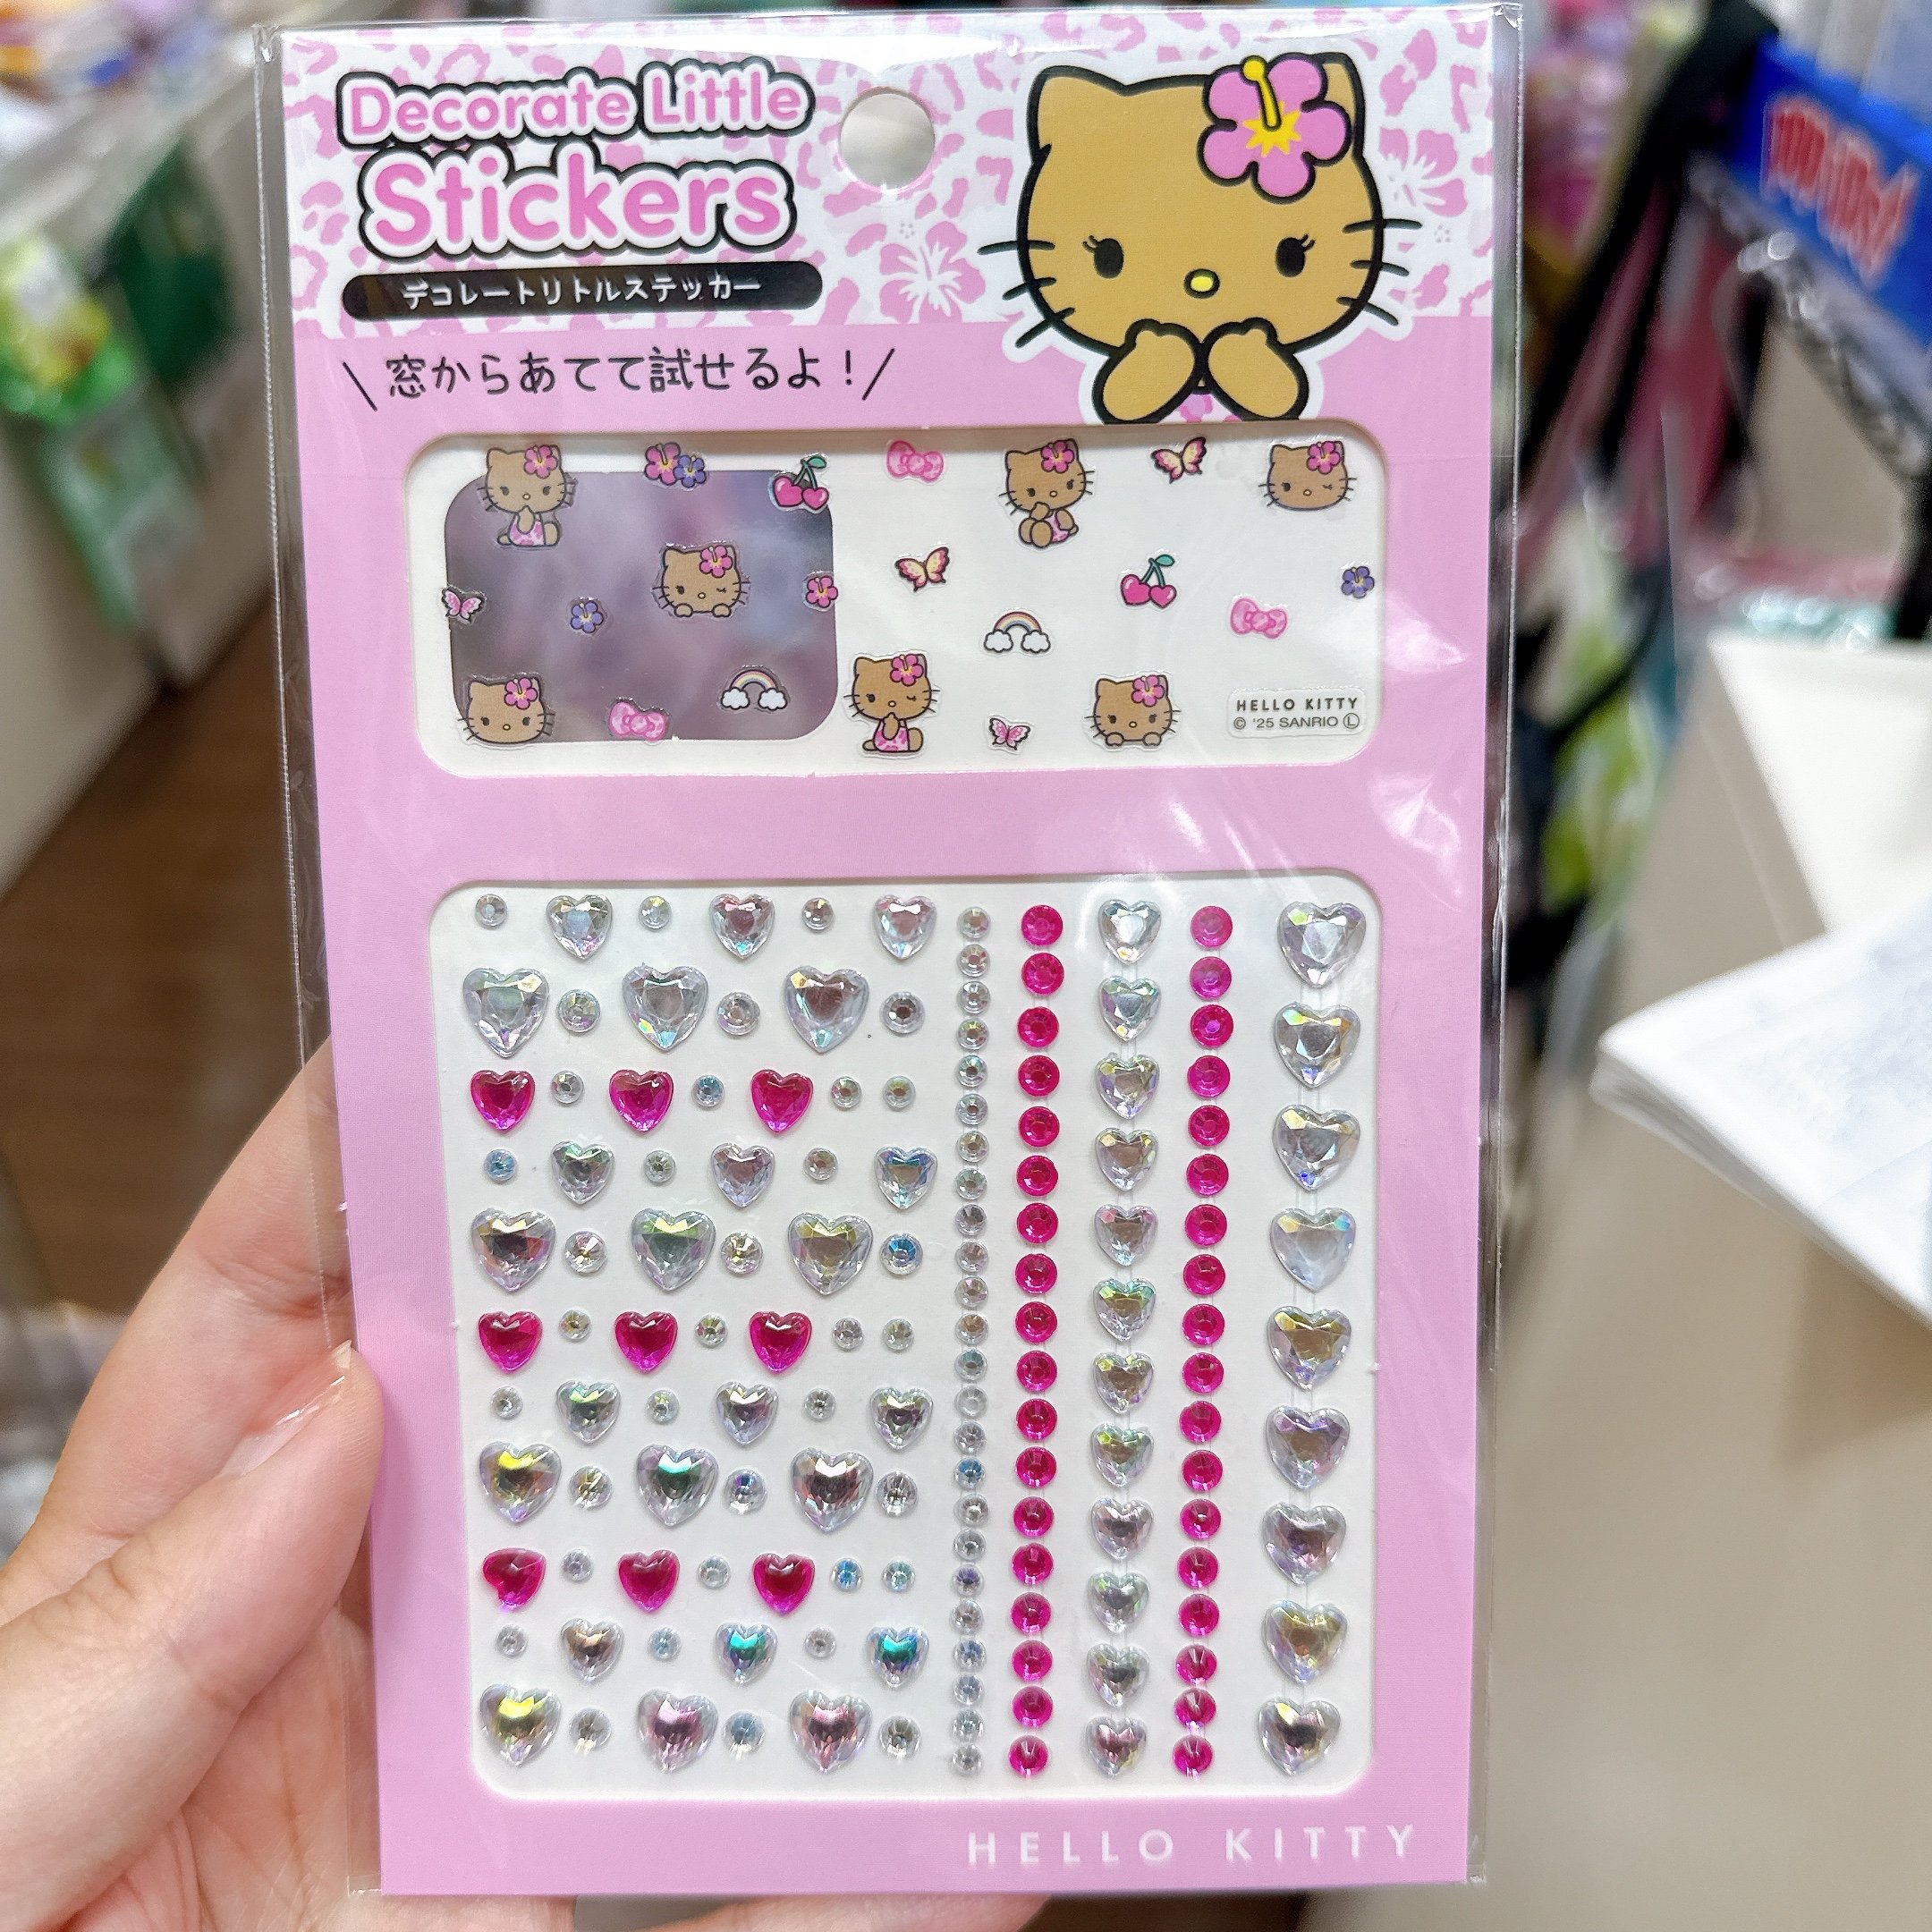 Decorate Little
Stickers
デコレートリトルステッカー
\ 窓からあてて試せるよ！ /
HELLO KITTY
© '25 SANRIO Ⓛ
HELLO KITTY